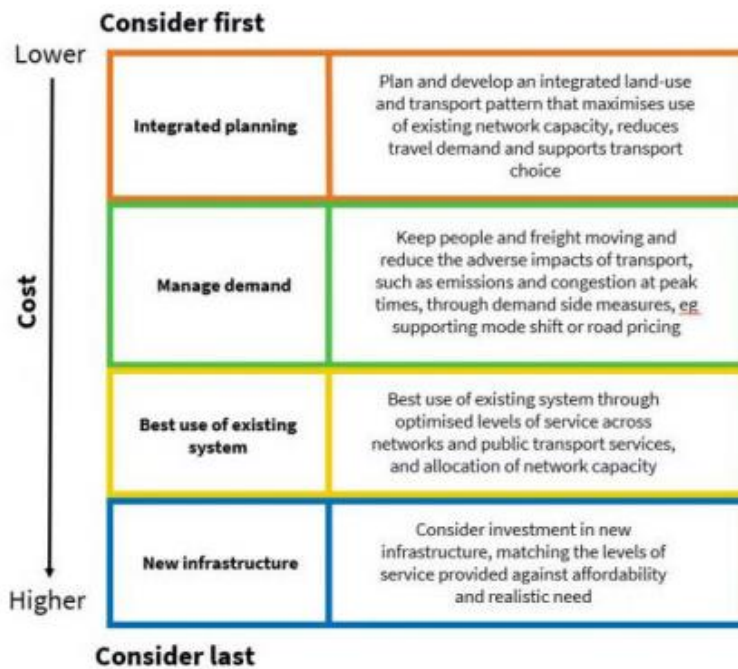 Consider first
Lower
Integrated planning
Plan and develop an integrated land-use
and transport pattern that maximises use
of existing network capacity, reduces
travel demand and supports transport
choice
Manage demand
Keep people and freight moving and
reduce the adverse impacts of transport,
such as emissions and congestion at peak
times, through demand side measures, eg
supporting mode shift or road pricing
Cost
Best use of existing
system
Best use of existing system through
optimised levels of service across
networks and public transport services,
and allocation of network capacity
New infrastructure
Consider investment in new
infrastructure, matching the levels of
service provided against affordability
and realistic need
Higher
Consider last